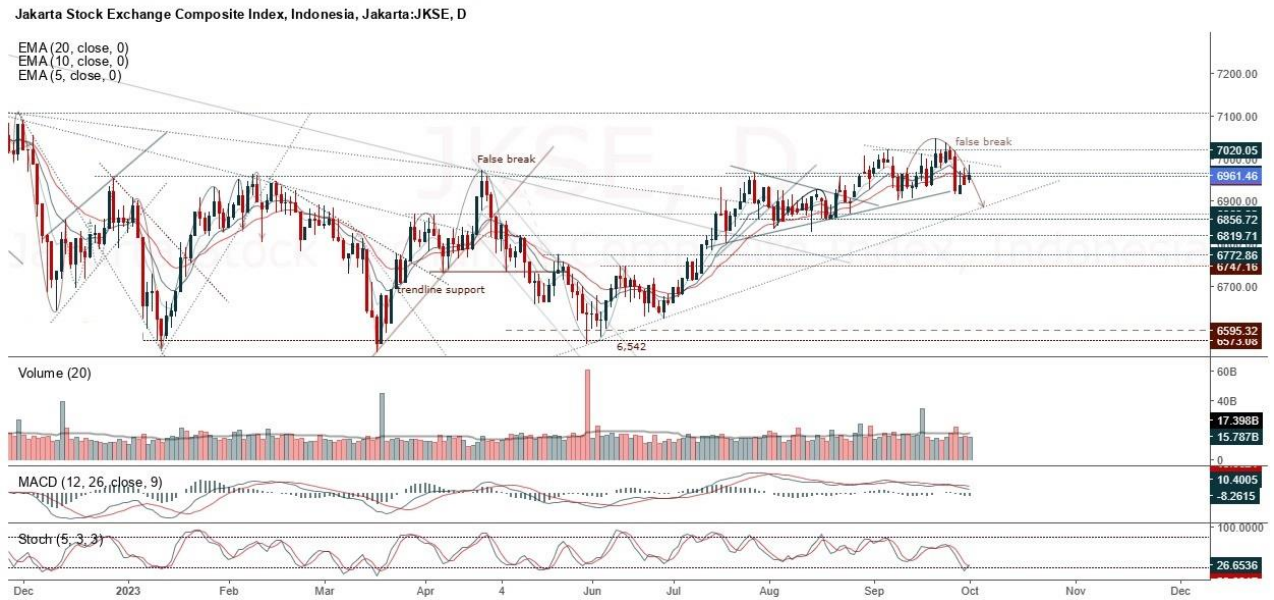 Jakarta Stock Exchange Composite Index, Indonesia, Jakarta:JKSE, D
EMA (20, close, 0)
EMA (10, close, 0)
EMA (5, close, 0)
JKSE, D
7200.00
7100.00
7020.05
7000.00
6961.46
6900.00
6856.72
6819.71
6772.86
6747.16
6700.00
6595.32
6573.08
False break
false break
trendline support
6,542
Volume (20)
60B
40B
17.398B
15.787B
0
MACD (12, 26, close, 9)
10.4005
-8.2615
Stoch (5, 3, 3)
100.0000
26.6536
Dec 2023 Feb Mar Apr 4 Jun Jul Aug Sep Oct Nov Dec